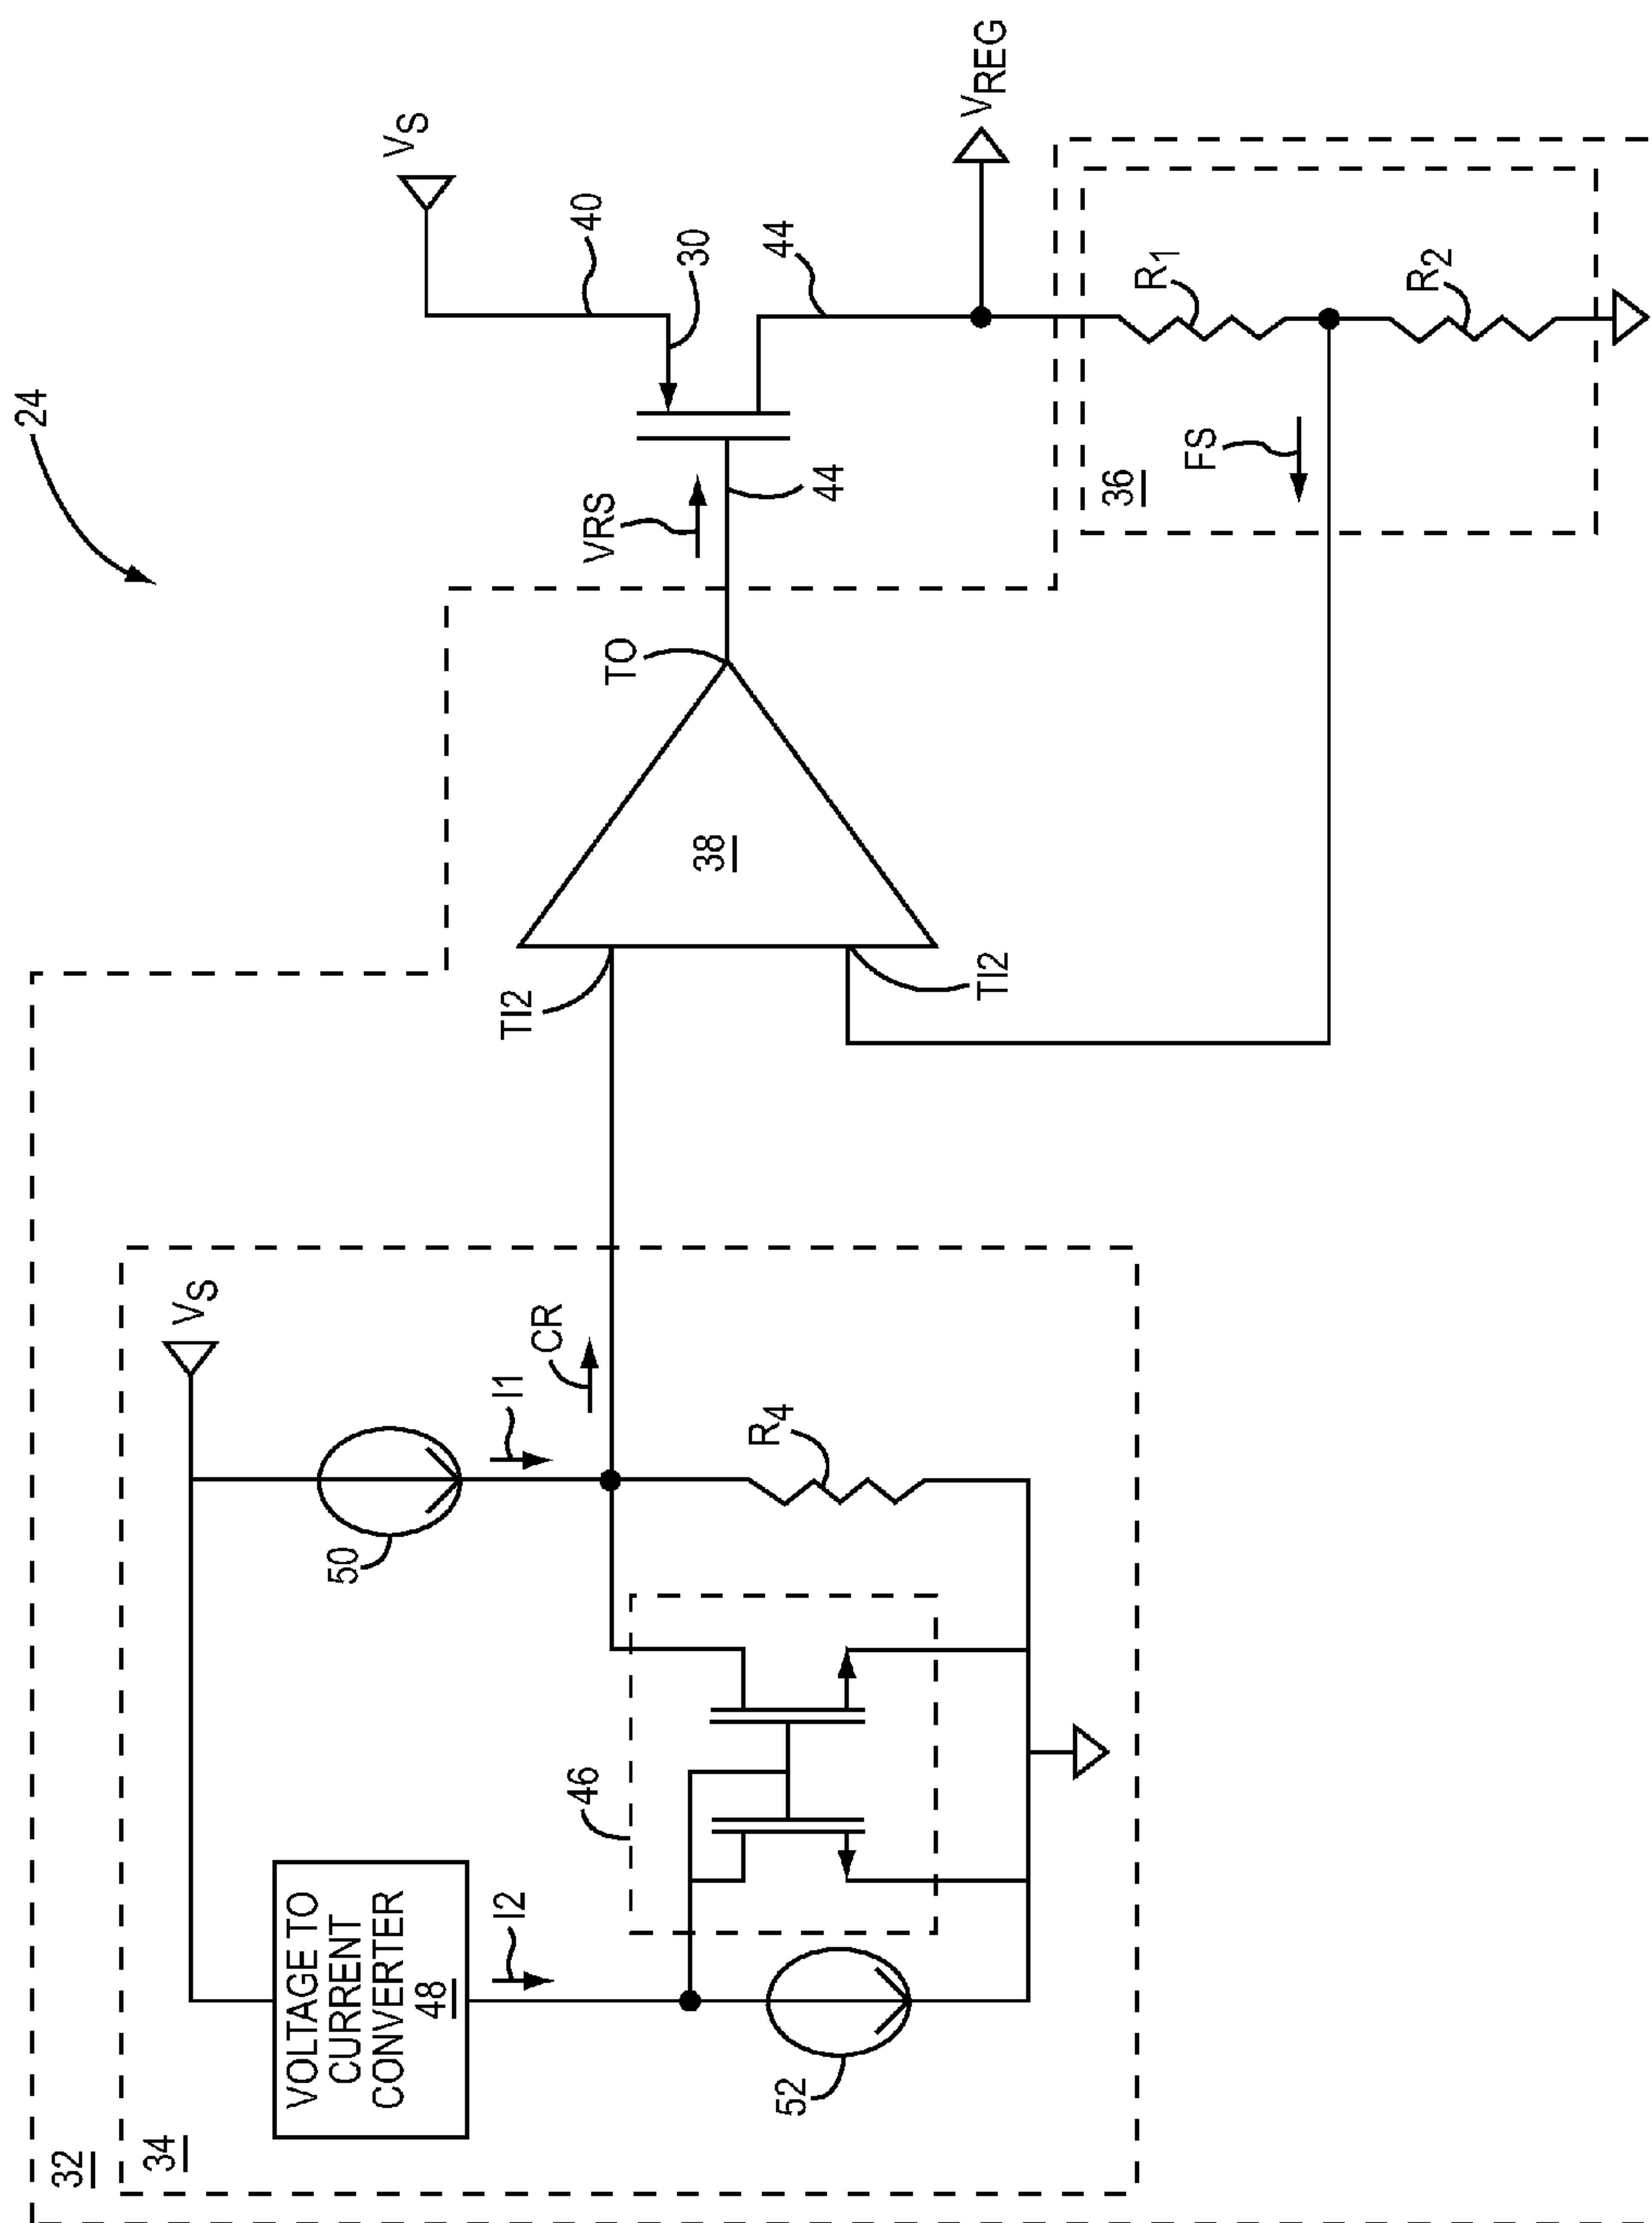 24
32
34
VOLTAGE TO
CURRENT
CONVERTER
48
I2
52
46
50
VS
I1
CR
R4
TI2
TI2
38
TO
VRS
44
VS
40
30
44
VREG
36
FS
R1
R2